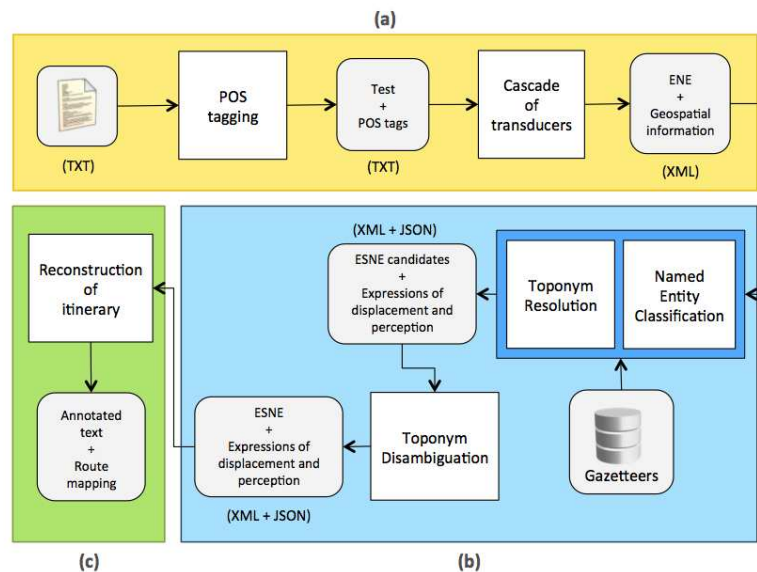 (a)
(TXT)
POS
tagging
Test
+
POS tags
(TXT)
Cascade
of
transducers
ENE
+
Geospatial
information
(XML)
Named
Entity
Classification
Toponym
Resolution
Gazetteers
(XML + JSON)
ESNE candidates
+
Expressions of
displacement and
perception
Toponym
Disambiguation
ESNE
+
Expressions of
displacement and
perception
(XML + JSON)
(b)
Reconstruction
of
itinerary
Annotated
text
+
Route
mapping
(c)